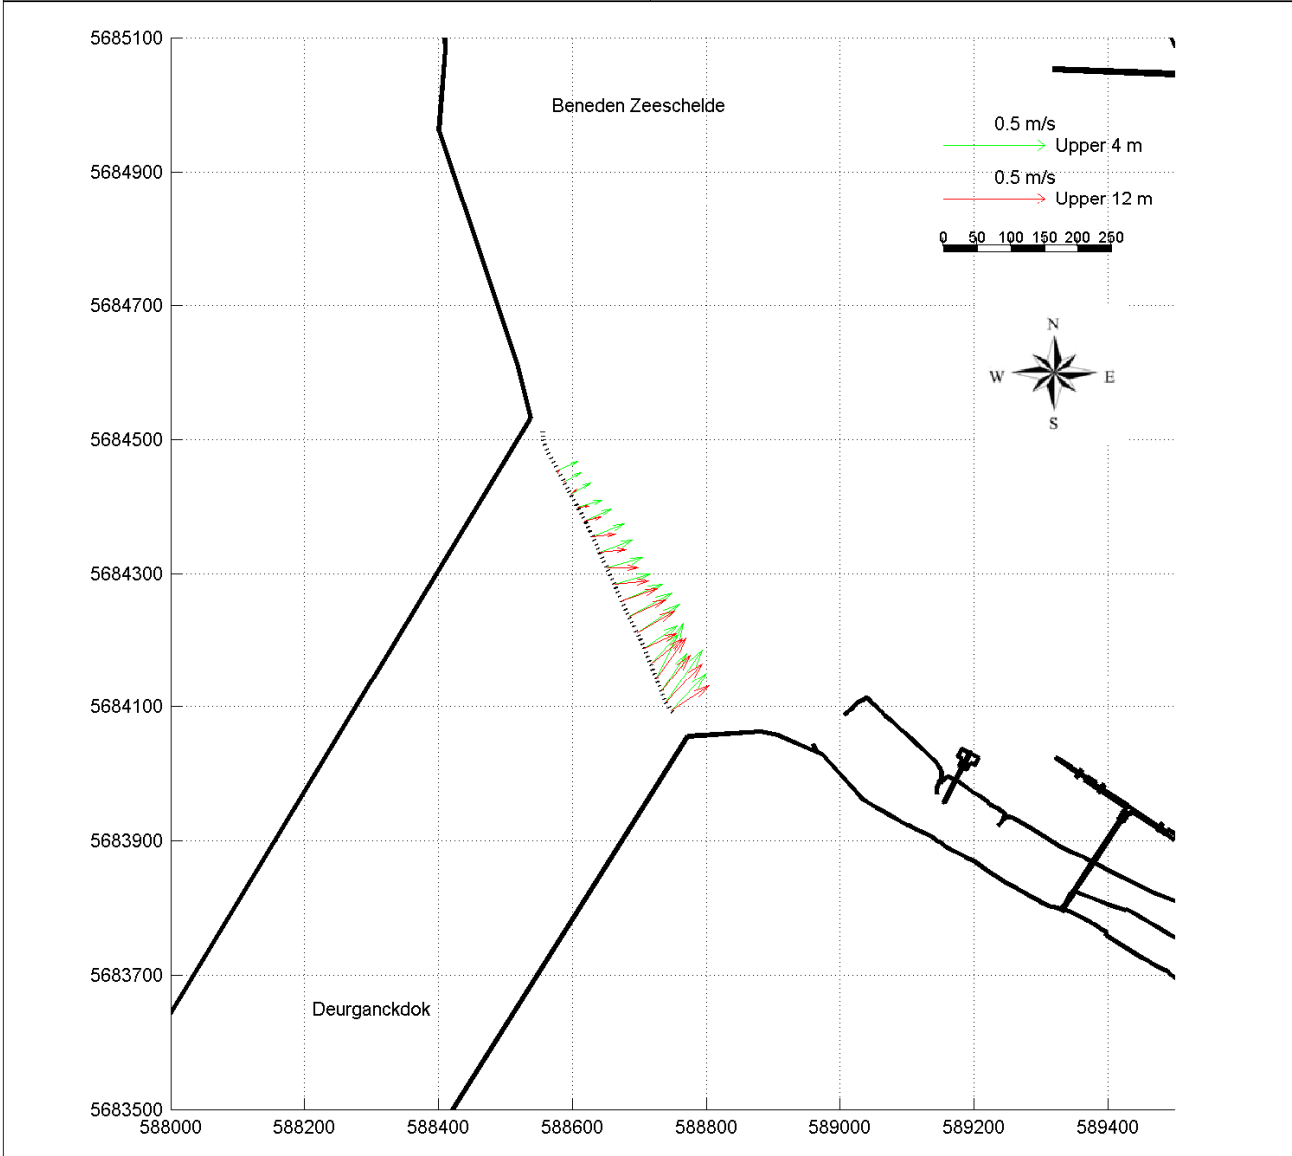 5685100
Beneden Zeeschelde
0.5 m/s
Upper 4 m
5684900
0.5 m/s
Upper 12 m
0 50 100 150 200 250
5684700
N
W E
S
5684500
5684300
5684100
5683900
5683700
Deurganckdok
5683500
588000 588200 588400 588600 588800 589000 589200 589400